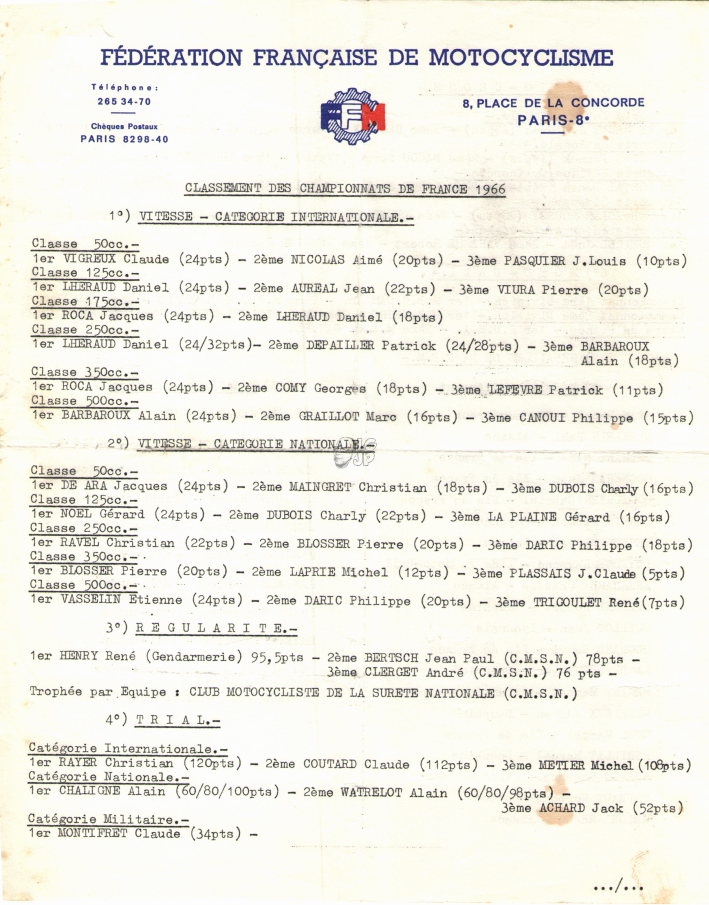 FÉDÉRATION FRANÇAISE DE MOTOCYCLISME
Téléphone:
265 34-70
Chèques Postaux
PARIS 8298-40
FFM
8, PLACE DE LA CONCORDE
PARIS-8e
CLASSEMENT DES CHAMPIONNATS DE FRANCE 1966
1°) VITESSE - CATEGORIE INTERNATIONALE.-
Classe 50cc.-
1er VIGREUX Claude (24pts) - 2ème NICOLAS Aimé (20pts) - 3ème PASQUIER J.Louis (10pts)
Classe 125cc.-
1er LHERAUD Daniel (24pts) - 2ème AUREAL Jean (22pts) - 3ème VIURA Pierre (20pts)
Classe 175cc.-
1er ROCA Jacques (24pts) - 2ème LHERAUD Daniel (18pts)
Classe 250cc.-
1er LHERAUD Daniel (24/32pts)- 2ème DEPAILLER Patrick (24/28pts) - 3ème BARBAROUX
Alain (18pts)
Classe 350cc.-
1er ROCA Jacques (24pts) - 2ème COMY Georges (18pts) - 3ème LEFEVRE Patrick (11pts)
Classe 500cc.-
1er BARBAROUX Alain (24pts) - 2ème GRAILLOT Marc (16pts) - 3ème CANOUI Philippe (15pts)
2°) VITESSE - CATEGORIE NATIONALE.-
JP
Classe 50cc.-
1er DE ARA Jacques (24pts) - 2ème MAINGRET Christian (18pts) - 3ème DUBOIS Charly (16pts)
Classe 125cc.-
1er NOEL Gérard (24pts) - 2ème DUBOIS Charly (22pts) - 3ème LA PLAINE Gérard (16pts)
Classe 250cc.-
1er RAVEL Christian (22pts) - 2ème BLOSSER Pierre (20pts) - 3ème DARIC Philippe (18pts)
Classe 350cc.-
1er BLOSSER Pierre (20pts) - 2ème LAPRIE Michel (12pts) - 3ème PLASSAIS J.Claude (5pts)
Classe 500cc.-
1er VASSELIN Etienne (24pts) - 2ème DARIC Philippe (20pts) - 3ème TRIGOULET René(7pts)
3°) R E G U L A R I T E.-
1er HENRY René (Gendarmerie) 95,5pts - 2ème BERTSCH Jean Paul (C.M.S.N.) 78pts -
3ème CLERGET André (C.M.S.N.) 76 pts -
Trophée par Equipe : CLUB MOTOCYCLISTE DE LA SURETE NATIONALE (C.M.S.N.)
4°) T R I A L.-
Catégorie Internationale.-
1er RAYER Christian (120pts) - 2ème COUTARD Claude (112pts) - 3ème METIER Michel (108pts)
Catégorie Nationale.-
1er CHALIGNE Alain (60/80/100pts) - 2ème WATRELOT Alain (60/80/98pts) -
3ème ACHARD Jack (52pts)
Catégorie Militaire.-
1er MONTIFRET Claude (34pts) -
.../...